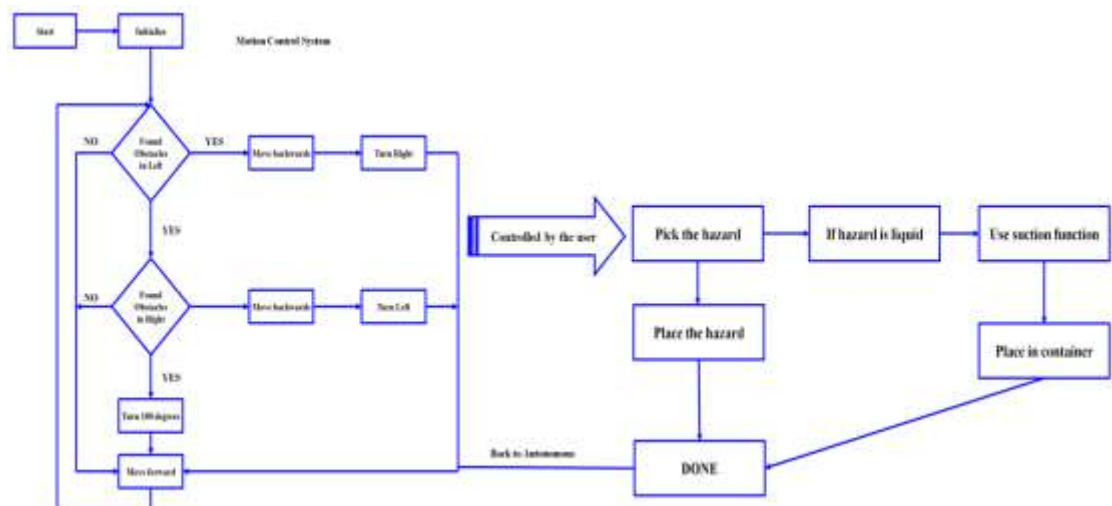 Start
Initialize
Motion Control System
NO
Found
Obstacles
in Left
YES
Move backwards
Turn Right
YES
Controlled by the user
Pick the hazard
If hazard is liquid
Use suction function
NO
Found
Obstacles
in Right
Move backwards
Turn Left
Place the hazard
Place in container
YES
Turn 180 degrees
Move forward
Back to Autonomous
DONE